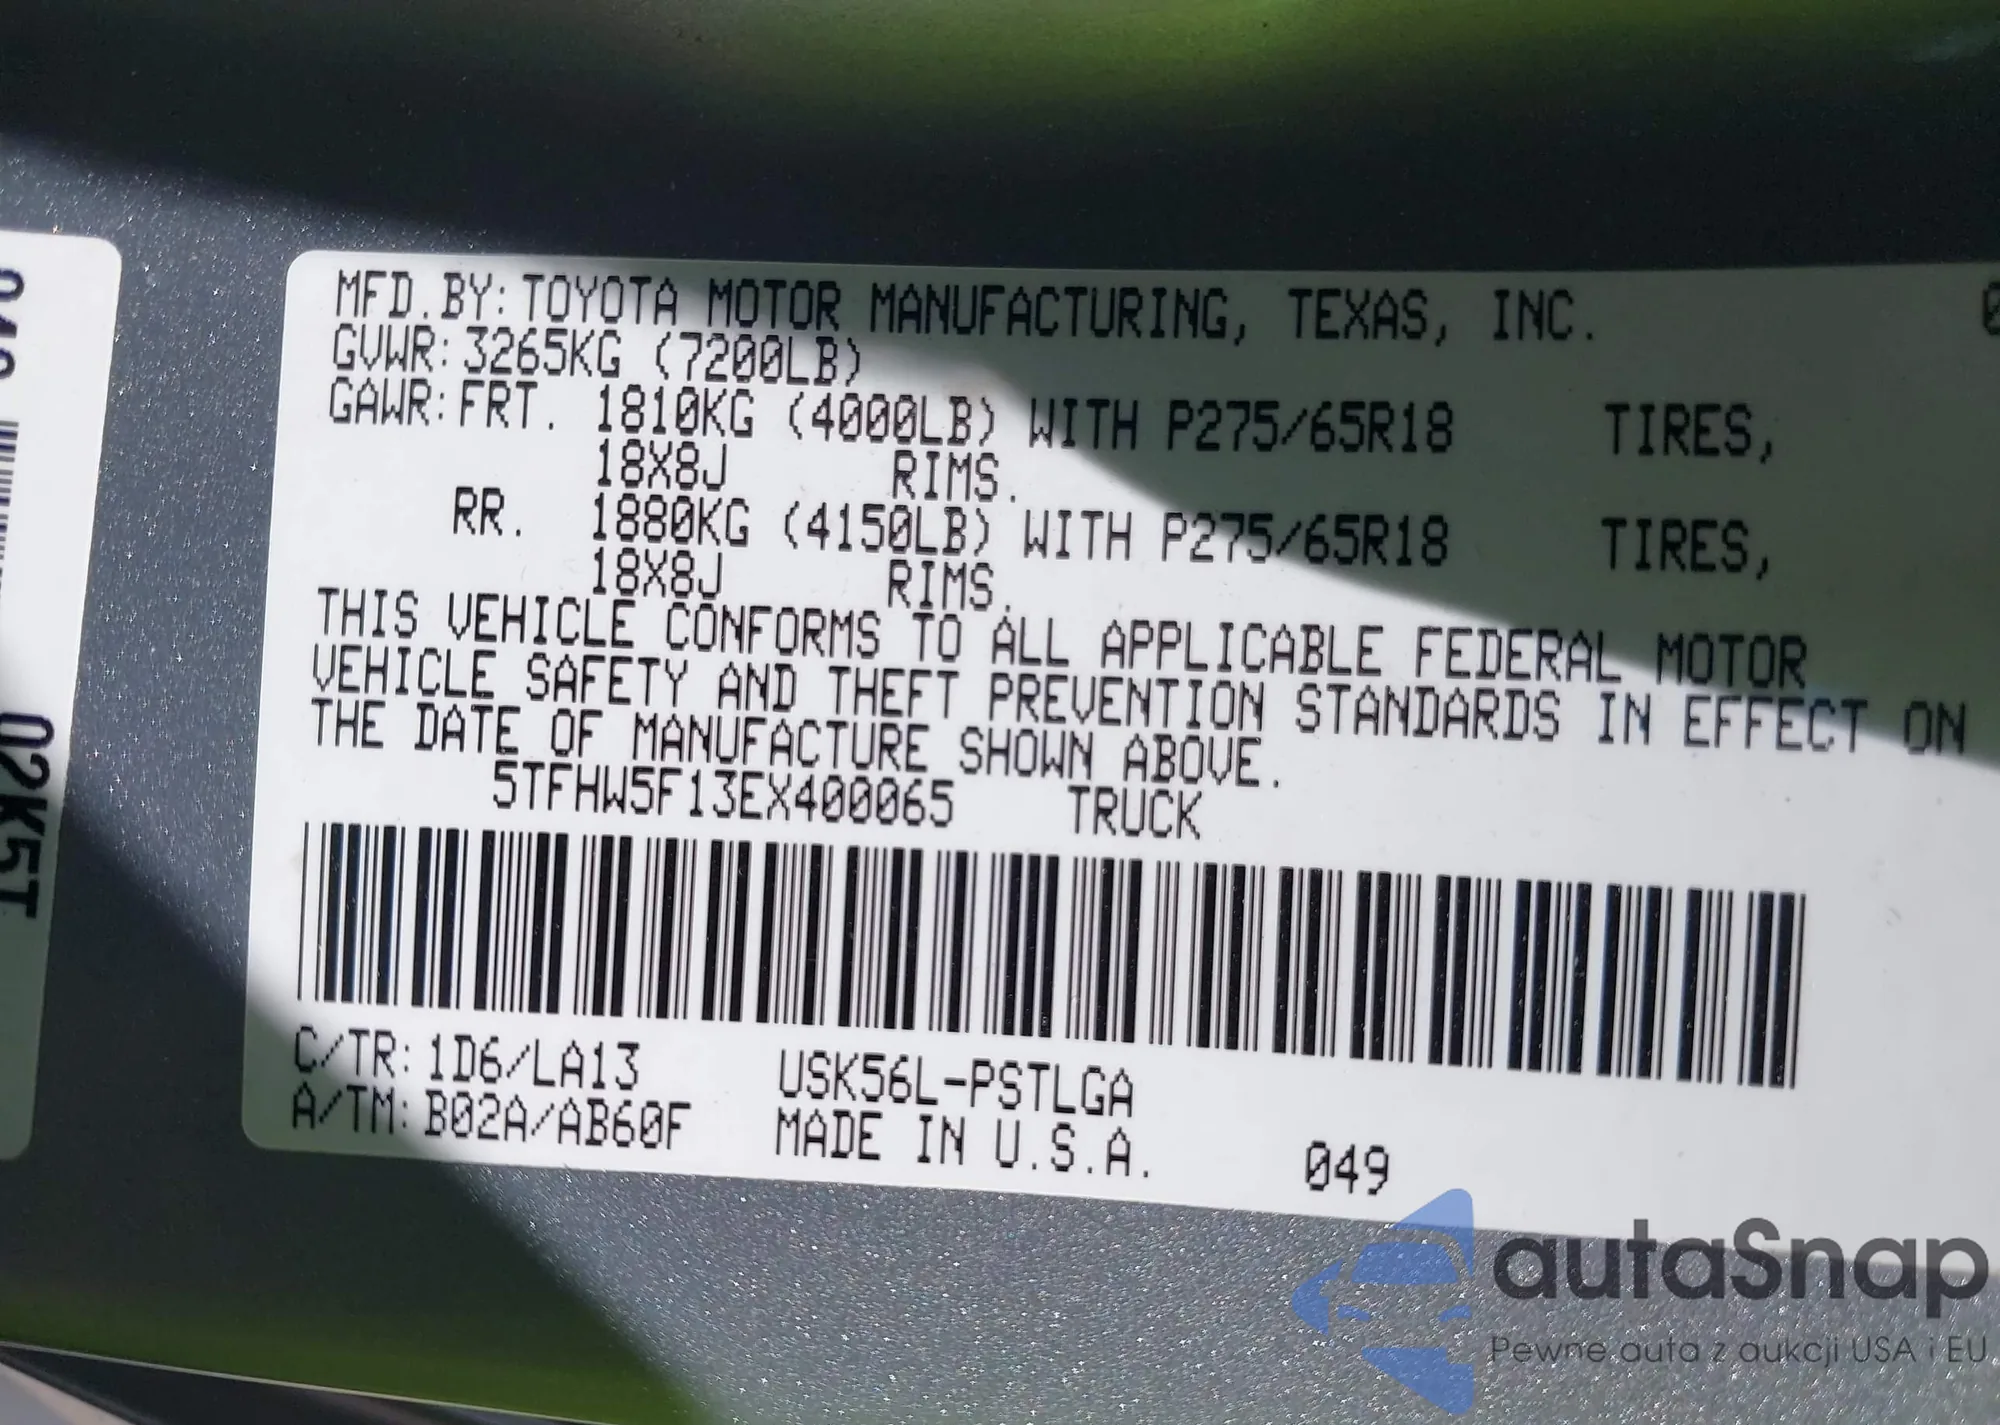 MFD.BY:TOYOTA MOTOR MANUFACTURING, TEXAS, INC.
GVWR:3265KG (7200LB)
GAWR:FRT. 1810KG (4000LB) WITH P275/65R18 TIRES,
18X8J RIMS.
RR. 1880KG (4150LB) WITH P275/65R18 TIRES,
18X8J RIMS.
THIS VEHICLE CONFORMS TO ALL APPLICABLE FEDERAL MOTOR
VEHICLE SAFETY AND THEFT PREVENTION STANDARDS IN EFFECT ON
THE DATE OF MANUFACTURE SHOWN ABOVE.
5TFHW5F13EX400065 TRUCK
C/TR:1D6/LA13 USK56L-PSTLGA
A/TM:B02A/AB60F MADE IN U.S.A. 049
02K5T
autaSnap
Pewne auta z aukcji USA i EU